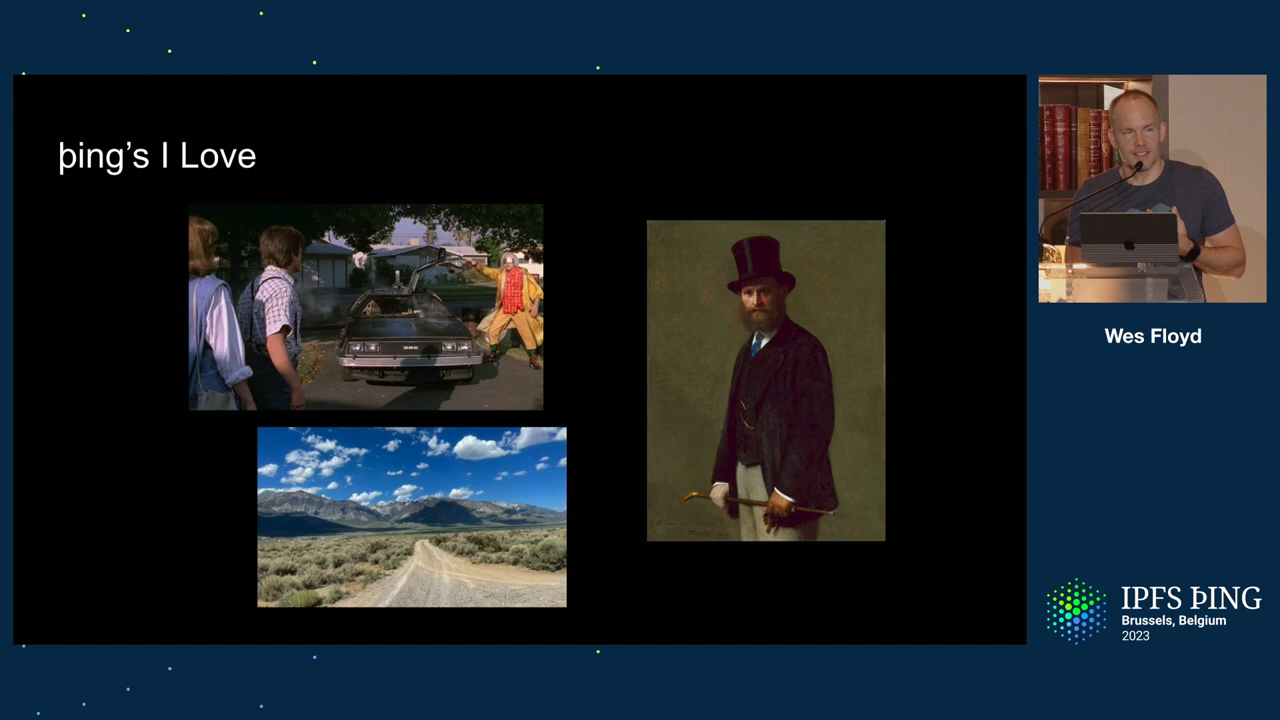 þing’s I Love
Wes Floyd
IPFS ÞING
Brussels, Belgium
2023